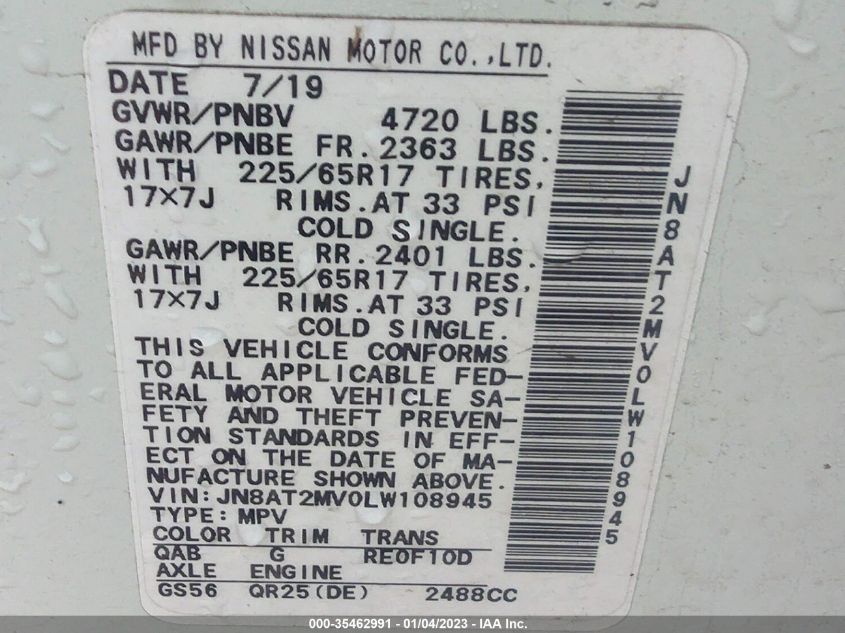 MFD BY NISSAN MOTOR CO.,LTD.
DATE 7/19
GVWR/PNBV 4720 LBS.
GAWR/PNBE FR. 2363 LBS.
WITH 225/65R17 TIRES,
17×7J RIMS.AT 33 PSI
COLD SINGLE.
GAWR/PNBE RR. 2401 LBS.
WITH 225/65R17 TIRES,
17×7J RIMS.AT 33 PSI
COLD SINGLE.
THIS VEHICLE CONFORMS
TO ALL APPLICABLE FED-
ERAL MOTOR VEHICLE SA-
FETY AND THEFT PREVEN-
TION STANDARDS IN EFF-
ECT ON THE DATE OF MA-
NUFACTURE SHOWN ABOVE.
VIN:JN8AT2MV0LW108945
TYPE:MPV
COLOR TRIM TRANS
QAB G RE0F10D
AXLE ENGINE
GS56 QR25(DE) 2488CC
JN8AT2MV0LW108945
000-35462991 - 01/04/2023 - IAA Inc.